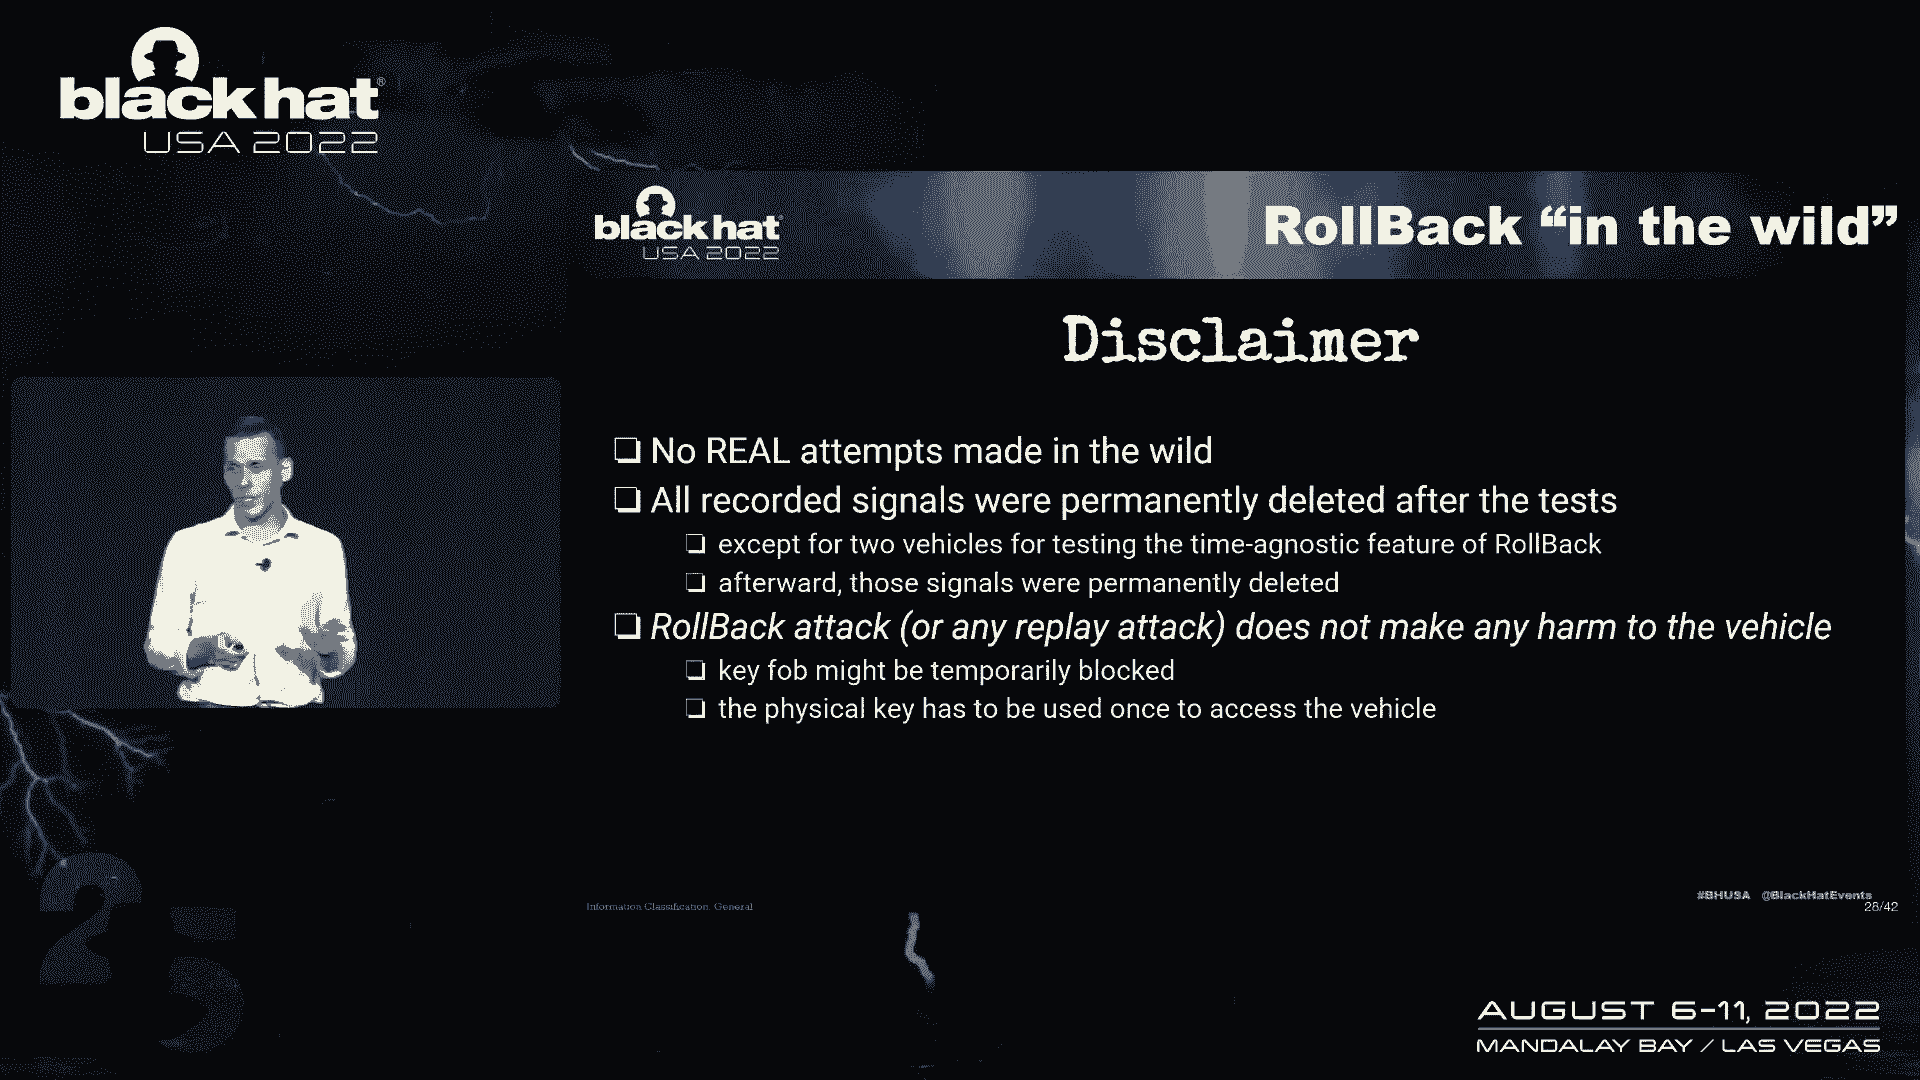 black hat®
USA 2022
black hat
USA 2022
RollBack “in the wild”
Disclaimer
No REAL attempts made in the wild
All recorded signals were permanently deleted after the tests
except for two vehicles for testing the time-agnostic feature of RollBack
afterward, those signals were permanently deleted
RollBack attack (or any replay attack) does not make any harm to the vehicle
key fob might be temporarily blocked
the physical key has to be used once to access the vehicle
#BHUSA @BlackHatEvents
Information Classification: General
28/42
25
AUGUST 6-11, 2022
MANDALAY BAY / LAS VEGAS